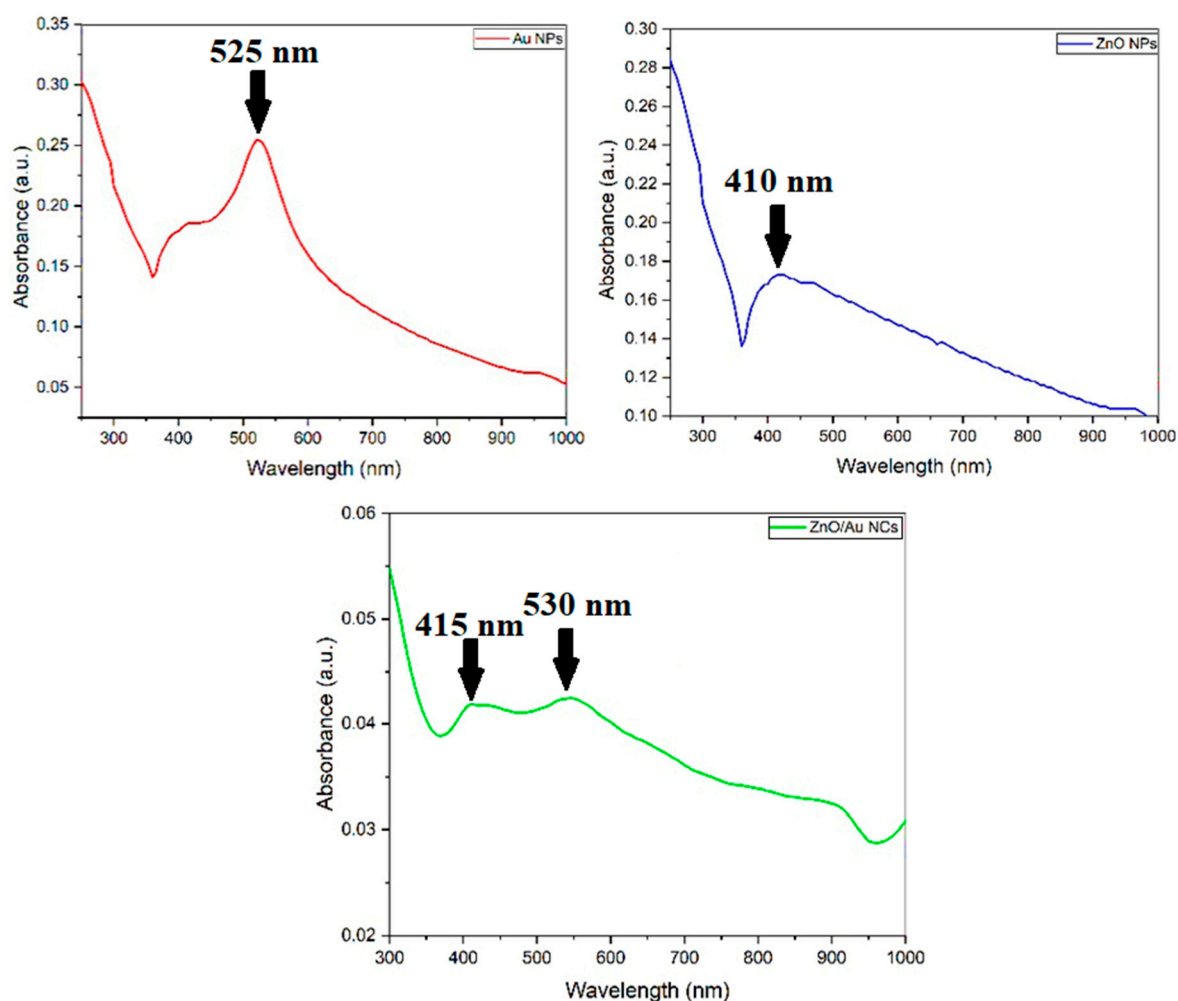 Au NPs
525 nm
0.35
0.30
0.25
0.20
0.15
0.10
0.05
Absorbance (a.u.)
300 400 500 600 700 800 900 1000
Wavelength (nm)
ZnO NPs
410 nm
0.30
0.28
0.26
0.24
0.22
0.20
0.18
0.16
0.14
0.12
0.10
Absorbance (a.u.)
300 400 500 600 700 800 900 1000
Wavelength (nm)
ZnO/Au NCs
415 nm
530 nm
0.06
0.05
0.04
0.03
0.02
Absorbance (a.u.)
300 400 500 600 700 800 900 1000
Wavelength (nm)